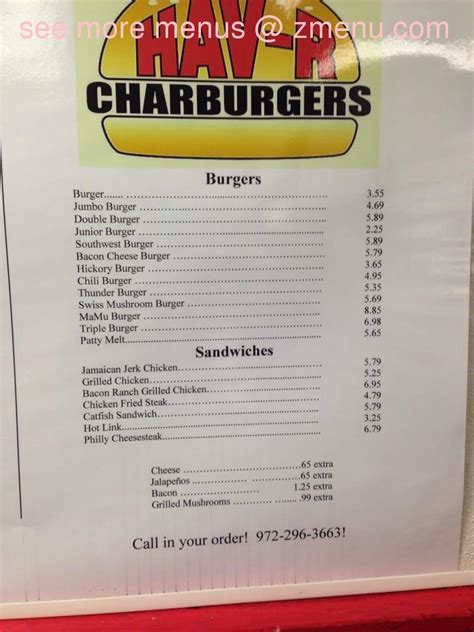 see more menus @ zmenu.com
HAV-R
CHARBURGERS
Burgers
Burger....... 3.55
Jumbo Burger ....... 4.69
Double Burger ....... 5.89
Junior Burger ....... 2.25
Southwest Burger ....... 5.89
Bacon Cheese Burger ....... 5.79
Hickory Burger ....... 3.65
Chili Burger ....... 4.95
Thunder Burger ....... 5.35
Swiss Mushroom Burger ....... 5.69
MaMu Burger ....... 8.85
Triple Burger ....... 6.98
Patty Melt....... 5.65
Sandwiches
Jamaican Jerk Chicken....... 5.79
Grilled Chicken....... 5.25
Bacon Ranch Grilled Chicken....... 6.95
Chicken Fried Steak ....... 4.79
Catfish Sandwich....... 5.79
Hot Link....... 3.25
Philly Cheesesteak....... 6.79
Cheese .......65 extra
Jalapeños .......65 extra
Bacon ....... 1.25 extra
Grilled Mushrooms .......99 extra
Call in your order! 972-296-3663!